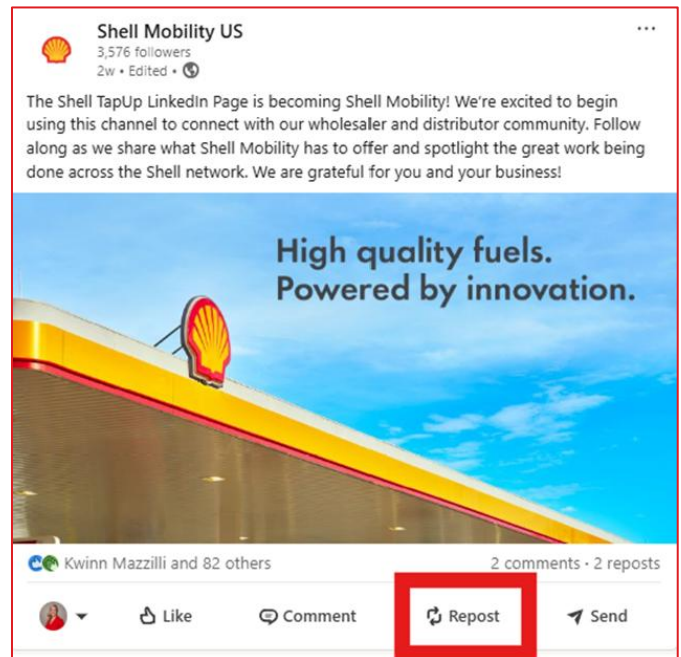 Shell Mobility US
3,576 followers
2w • Edited •
The Shell TapUp LinkedIn Page is becoming Shell Mobility! We're excited to begin
using this channel to connect with our wholesaler and distributor community. Follow
along as we share what Shell Mobility has to offer and spotlight the great work being
done across the Shell network. We are grateful for you and your business!
High quality fuels.
Powered by innovation.
Kwinn Mazzilli and 82 others
2 comments · 2 reposts
Like
Comment
Repost
Send